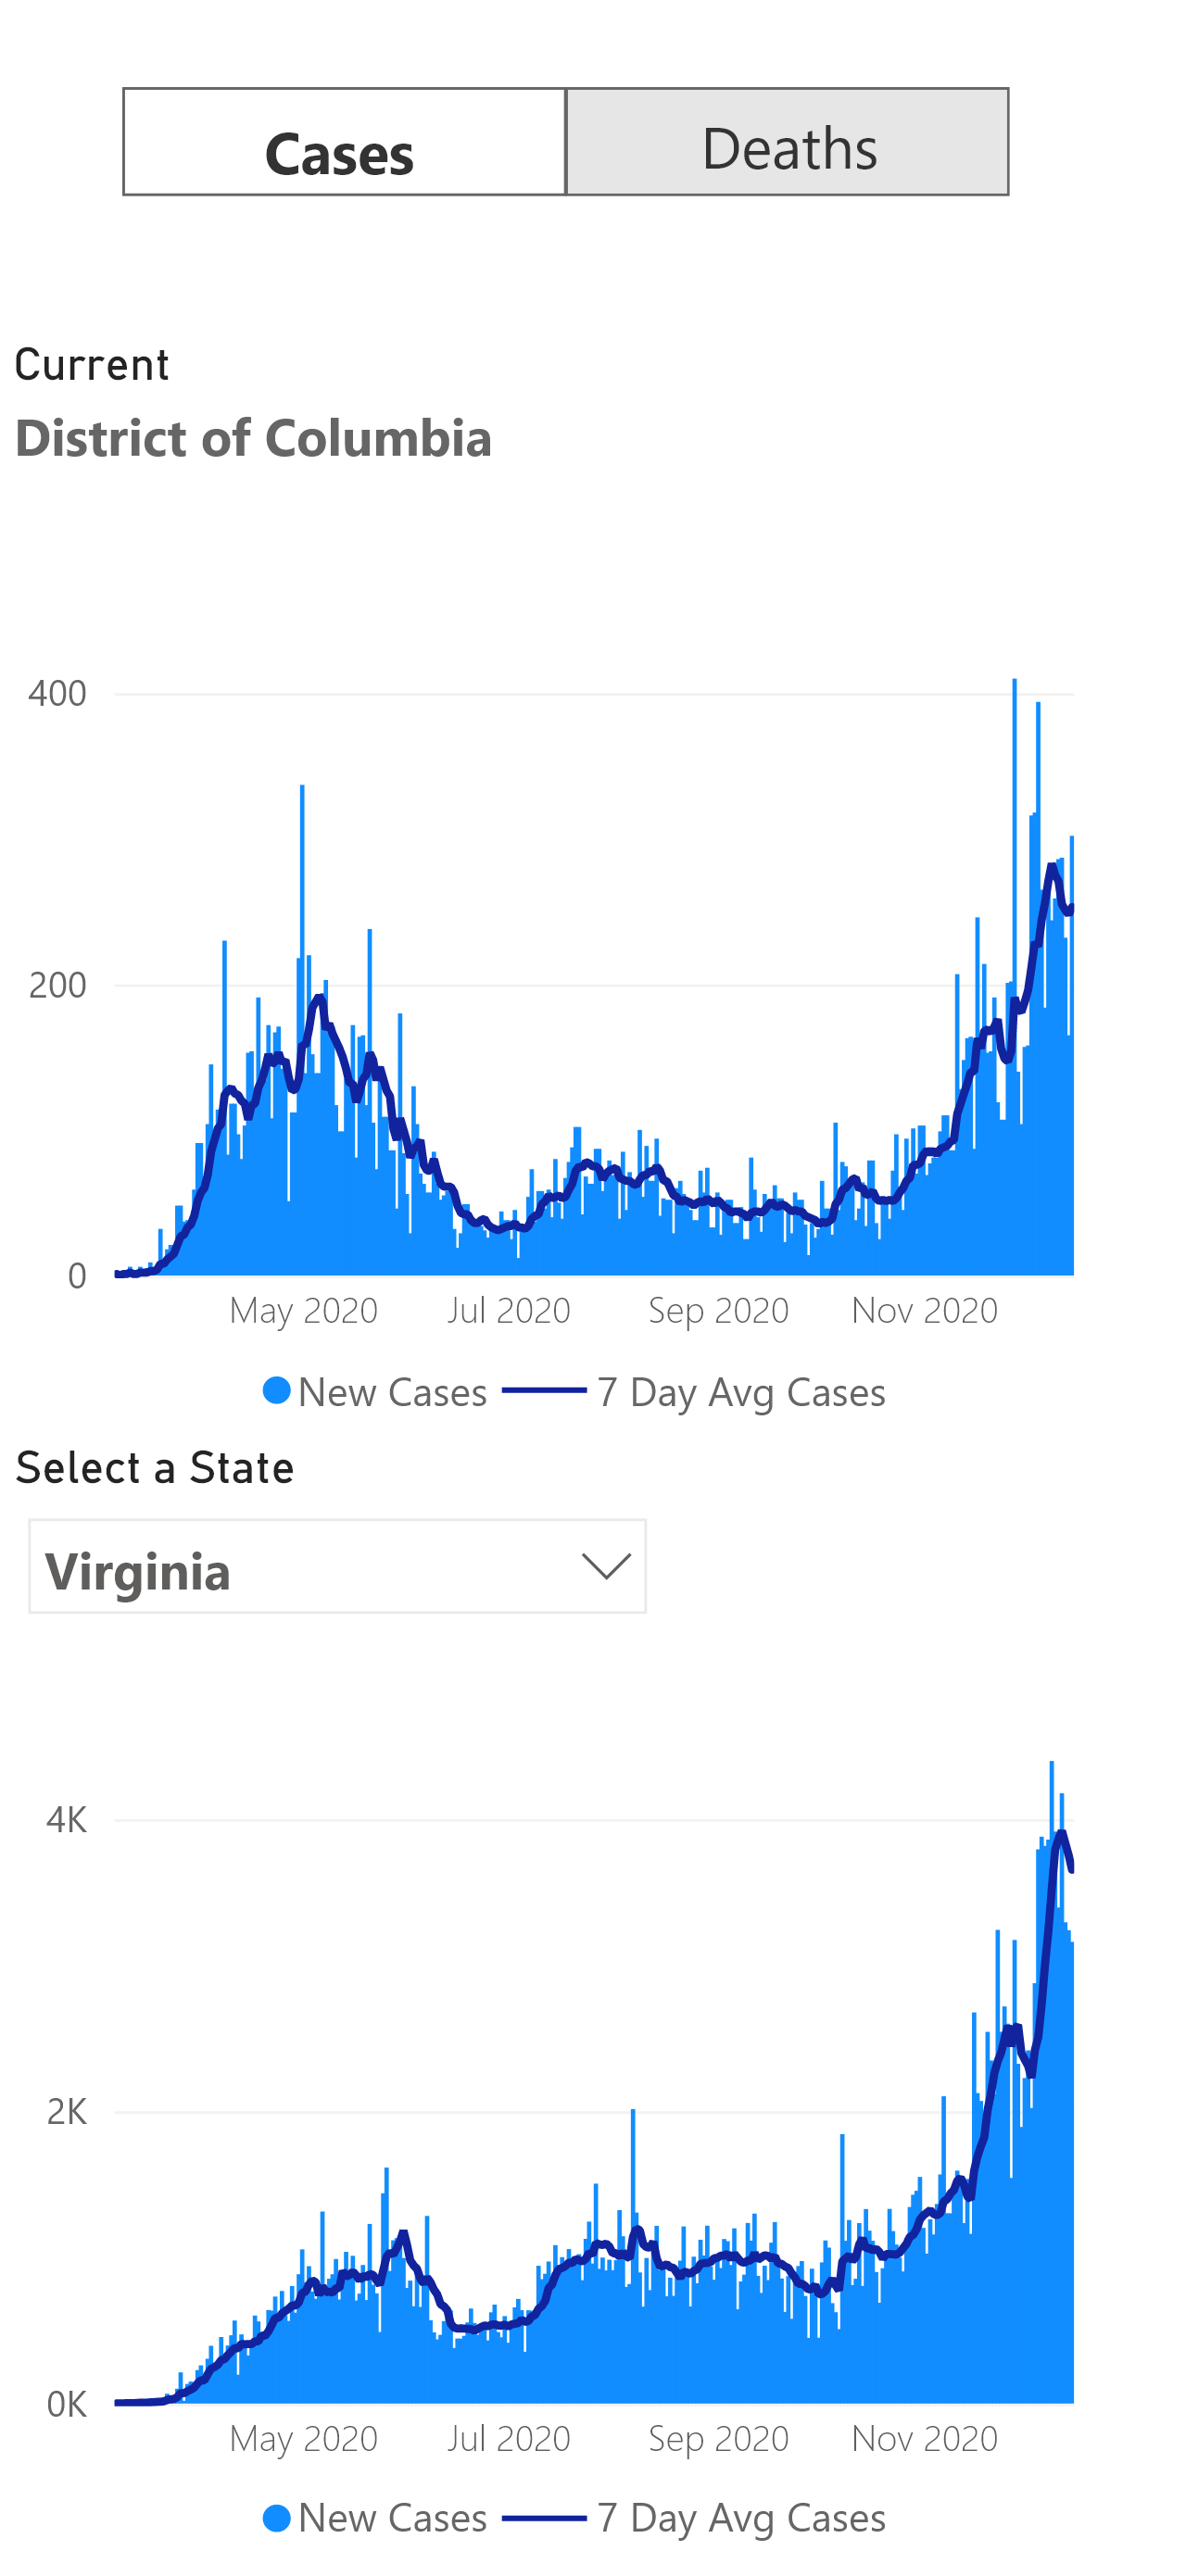 Cases Deaths
Current
District of Columbia
400
200
0
May 2020 Jul 2020 Sep 2020 Nov 2020
New Cases 7 Day Avg Cases
Select a State
Virginia
4K
2K
0K
May 2020 Jul 2020 Sep 2020 Nov 2020
New Cases 7 Day Avg Cases